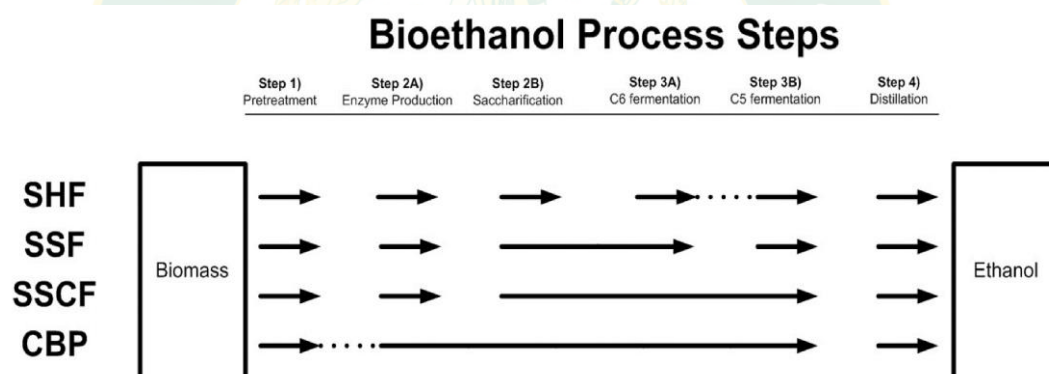 Bioethanol Process Steps
Step 1)
Pretreatment
Step 2A)
Enzyme Production
Step 2B)
Saccharification
Step 3A)
C6 fermentation
Step 3B)
C5 fermentation
Step 4)
Distillation
SHF
SSF
SSCF
CBP
Biomass
Ethanol